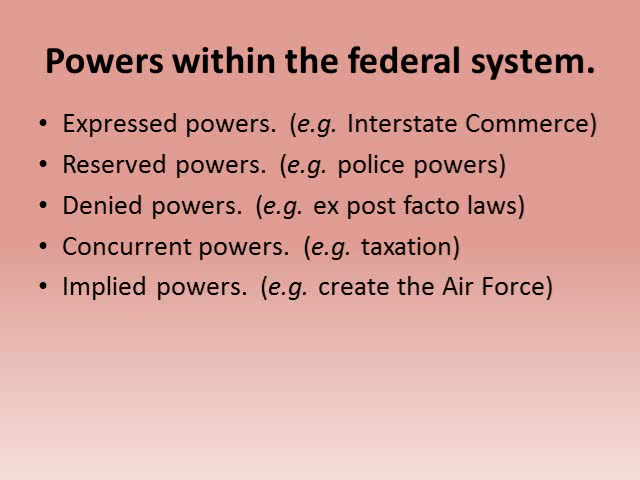 Powers within the federal system.
• Expressed powers. (e.g. Interstate Commerce)
• Reserved powers. (e.g. police powers)
• Denied powers. (e.g. ex post facto laws)
• Concurrent powers. (e.g. taxation)
• Implied powers. (e.g. create the Air Force)